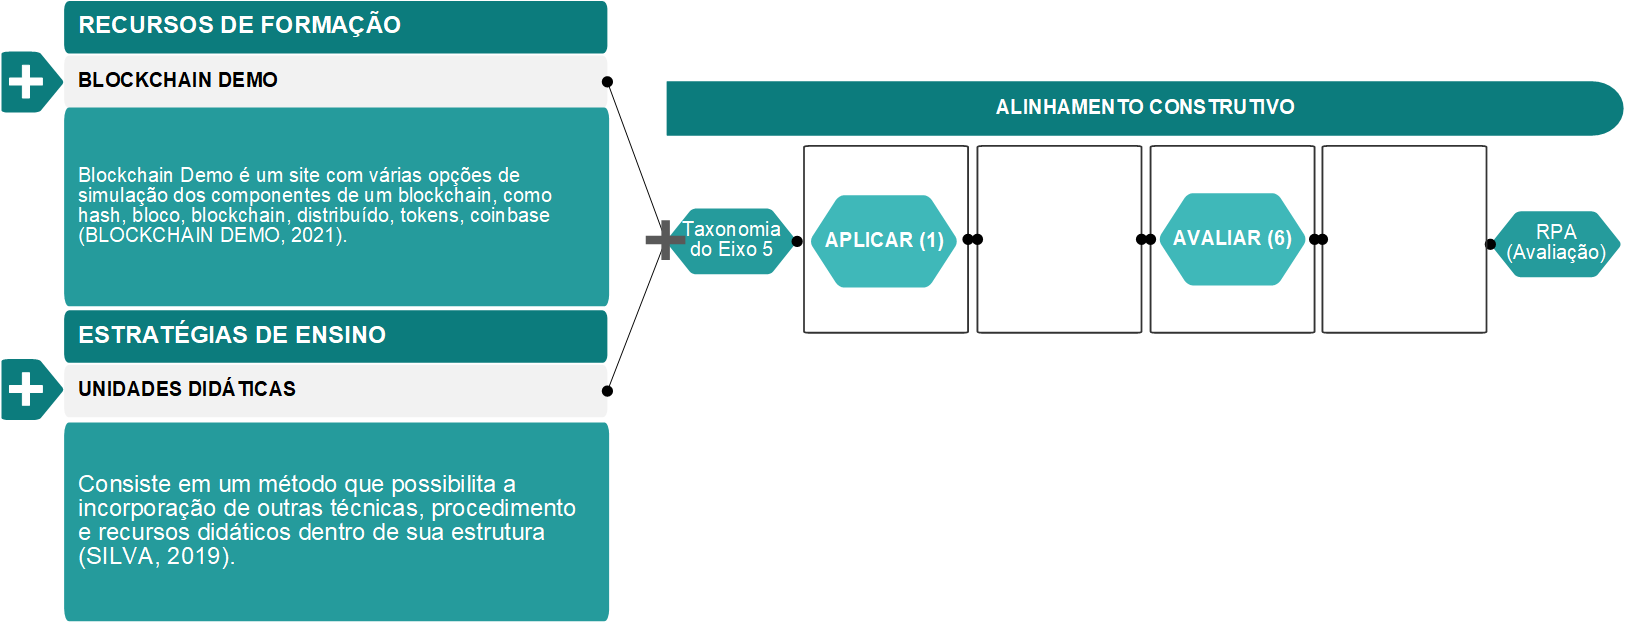 RECURSOS DE FORMAÇÃO
BLOCKCHAIN DEMO
Blockchain Demo é um site com várias opções de
simulação dos componentes de um blockchain, como
hash, bloco, blockchain, distribuído, tokens, coinbase
(BLOCKCHAIN DEMO, 2021).
ESTRATÉGIAS DE ENSINO
UNIDADES DIDÁTICAS
Consiste em um método que possibilita a
incorporação de outras técnicas, procedimento
e recursos didáticos dentro de sua estrutura
(SILVA, 2019).
ALINHAMENTO CONSTRUTIVO
Taxonomia
do Eixo 5
APLICAR (1)
AVALIAR (6)
RPA
(Avaliação)